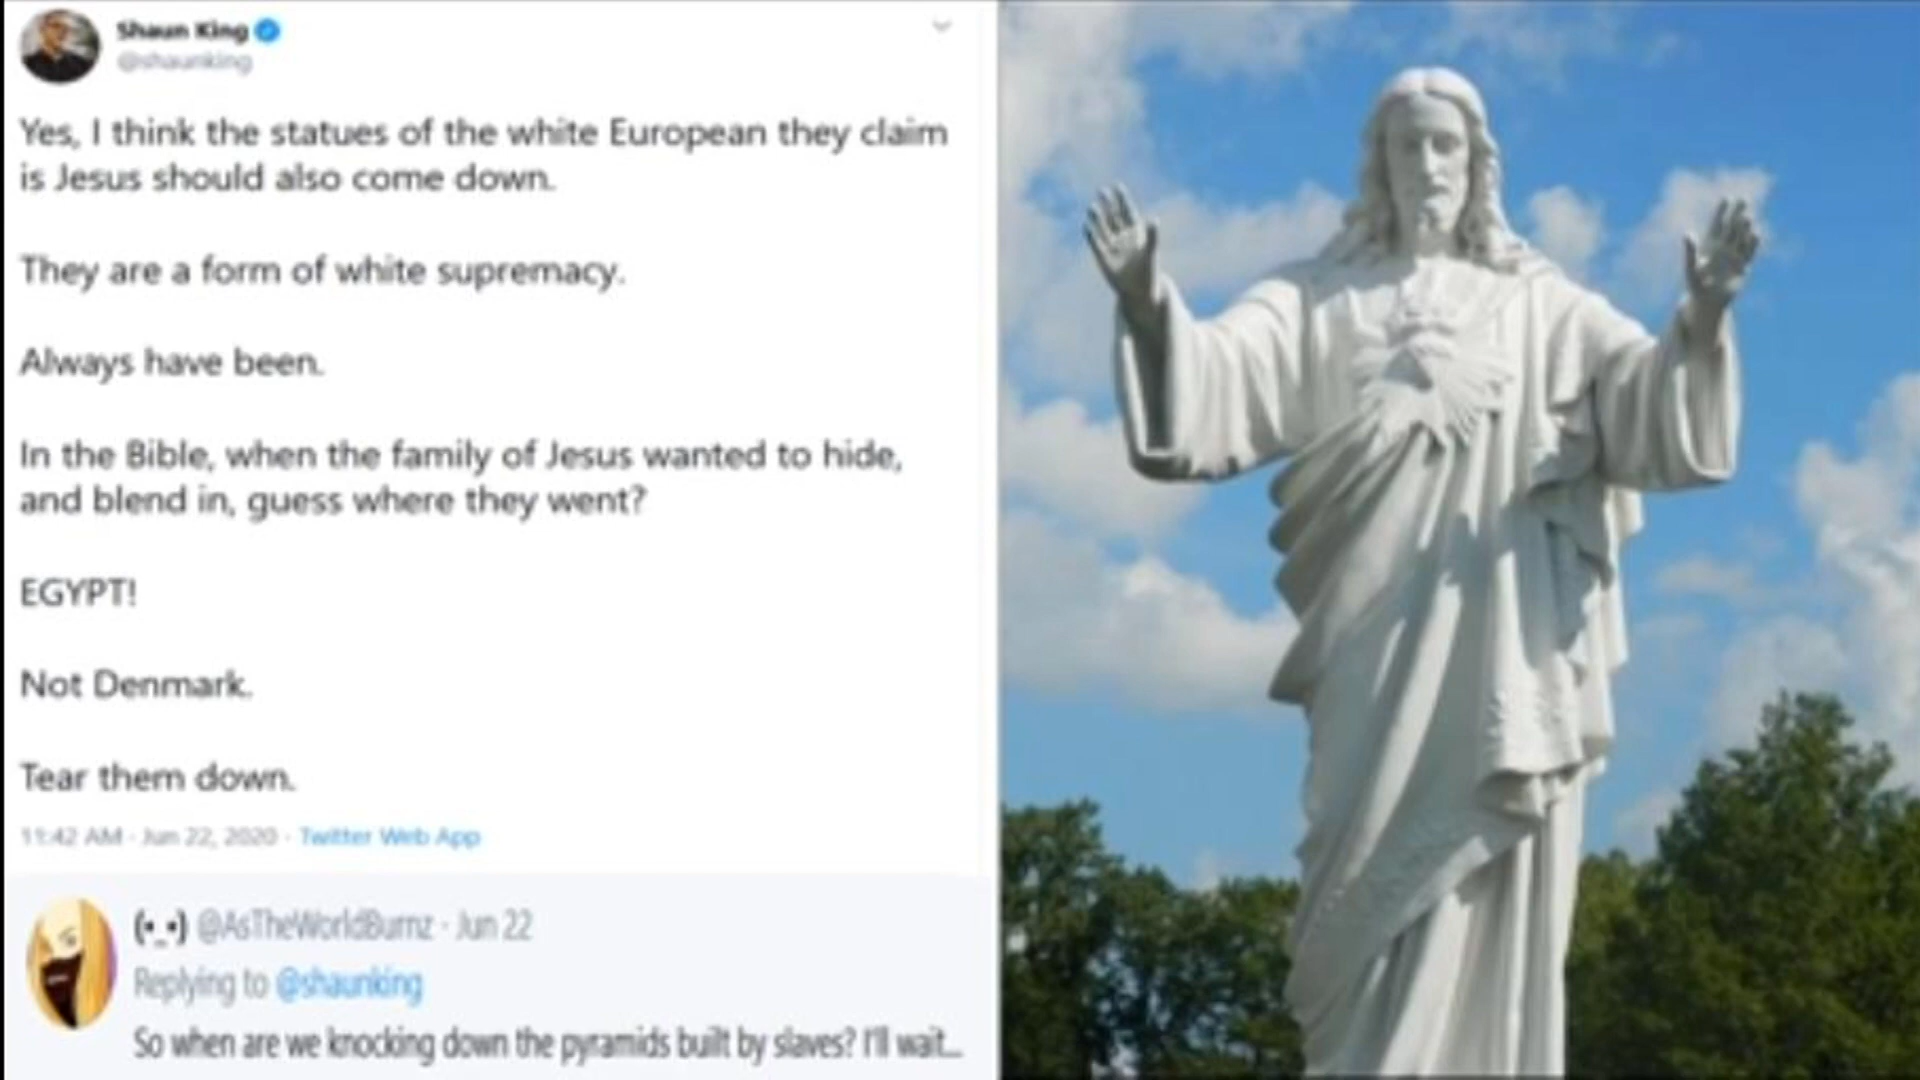 Shaun King
@shaunking
Yes, I think the statues of the white European they claim
is Jesus should also come down.
They are a form of white supremacy.
Always have been.
In the Bible, when the family of Jesus wanted to hide,
and blend in, guess where they went?
EGYPT!
Not Denmark.
Tear them down.
11:42 AM · Jun 22, 2020 · Twitter Web App
(•_•) @AsTheWorldBurnz · Jun 22
Replying to @shaunking
So when are we knocking down the pyramids built by slaves? I'll wait...